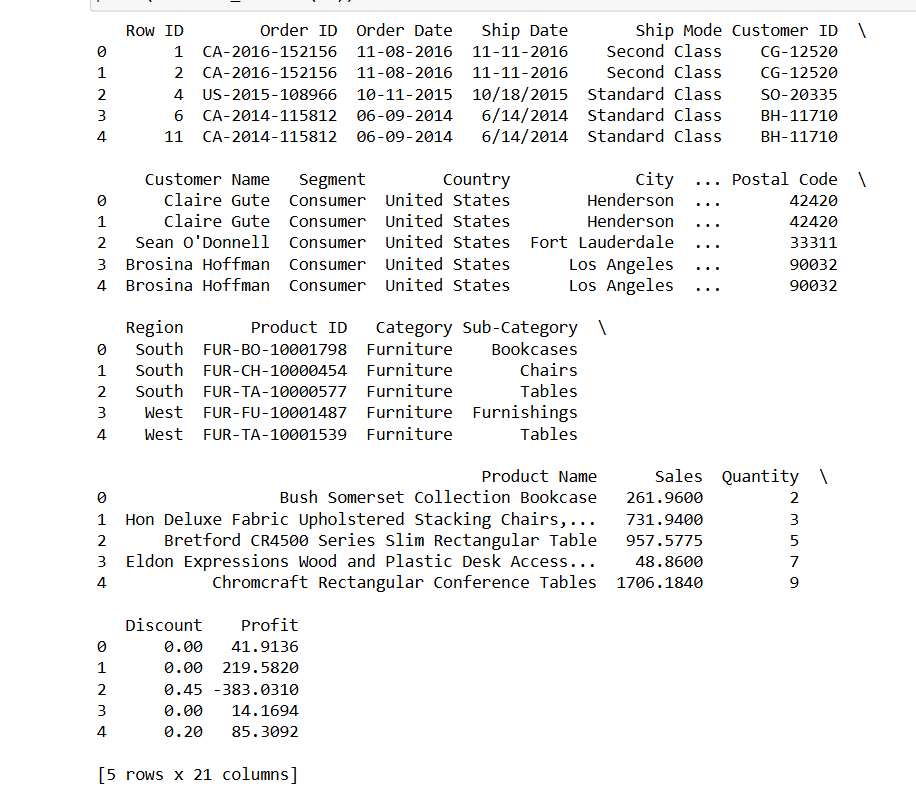 Row ID        Order ID  Order Date   Ship Date       Ship Mode Customer ID  \
0       1  CA-2016-152156  11-08-2016  11-11-2016    Second Class    CG-12520
1       2  CA-2016-152156  11-08-2016  11-11-2016    Second Class    CG-12520
2       4  US-2015-108966  10-11-2015  10/18/2015  Standard Class    SO-20335
3       6  CA-2014-115812  06-09-2014   6/14/2014  Standard Class    BH-11710
4      11  CA-2014-115812  06-09-2014   6/14/2014  Standard Class    BH-11710

     Customer Name   Segment        Country             City  ... Postal Code  \
0      Claire Gute  Consumer  United States        Henderson  ...       42420
1      Claire Gute  Consumer  United States        Henderson  ...       42420
2   Sean O'Donnell  Consumer  United States  Fort Lauderdale  ...       33311
3  Brosina Hoffman  Consumer  United States      Los Angeles  ...       90032
4  Brosina Hoffman  Consumer  United States      Los Angeles  ...       90032

   Region       Product ID   Category Sub-Category  \
0   South  FUR-BO-10001798  Furniture    Bookcases
1   South  FUR-CH-10000454  Furniture       Chairs
2   South  FUR-TA-10000577  Furniture       Tables
3    West  FUR-FU-10001487  Furniture  Furnishings
4    West  FUR-TA-10001539  Furniture       Tables

                                        Product Name      Sales  Quantity  \
0                  Bush Somerset Collection Bookcase   261.9600         2
1  Hon Deluxe Fabric Upholstered Stacking Chairs,...   731.9400         3
2      Bretford CR4500 Series Slim Rectangular Table   957.5775         5
3  Eldon Expressions Wood and Plastic Desk Access...    48.8600         7
4           Chromcraft Rectangular Conference Tables  1706.1840         9

   Discount    Profit
0      0.00   41.9136
1      0.00  219.5820
2      0.45 -383.0310
3      0.00   14.1694
4      0.20   85.3092

[5 rows x 21 columns]